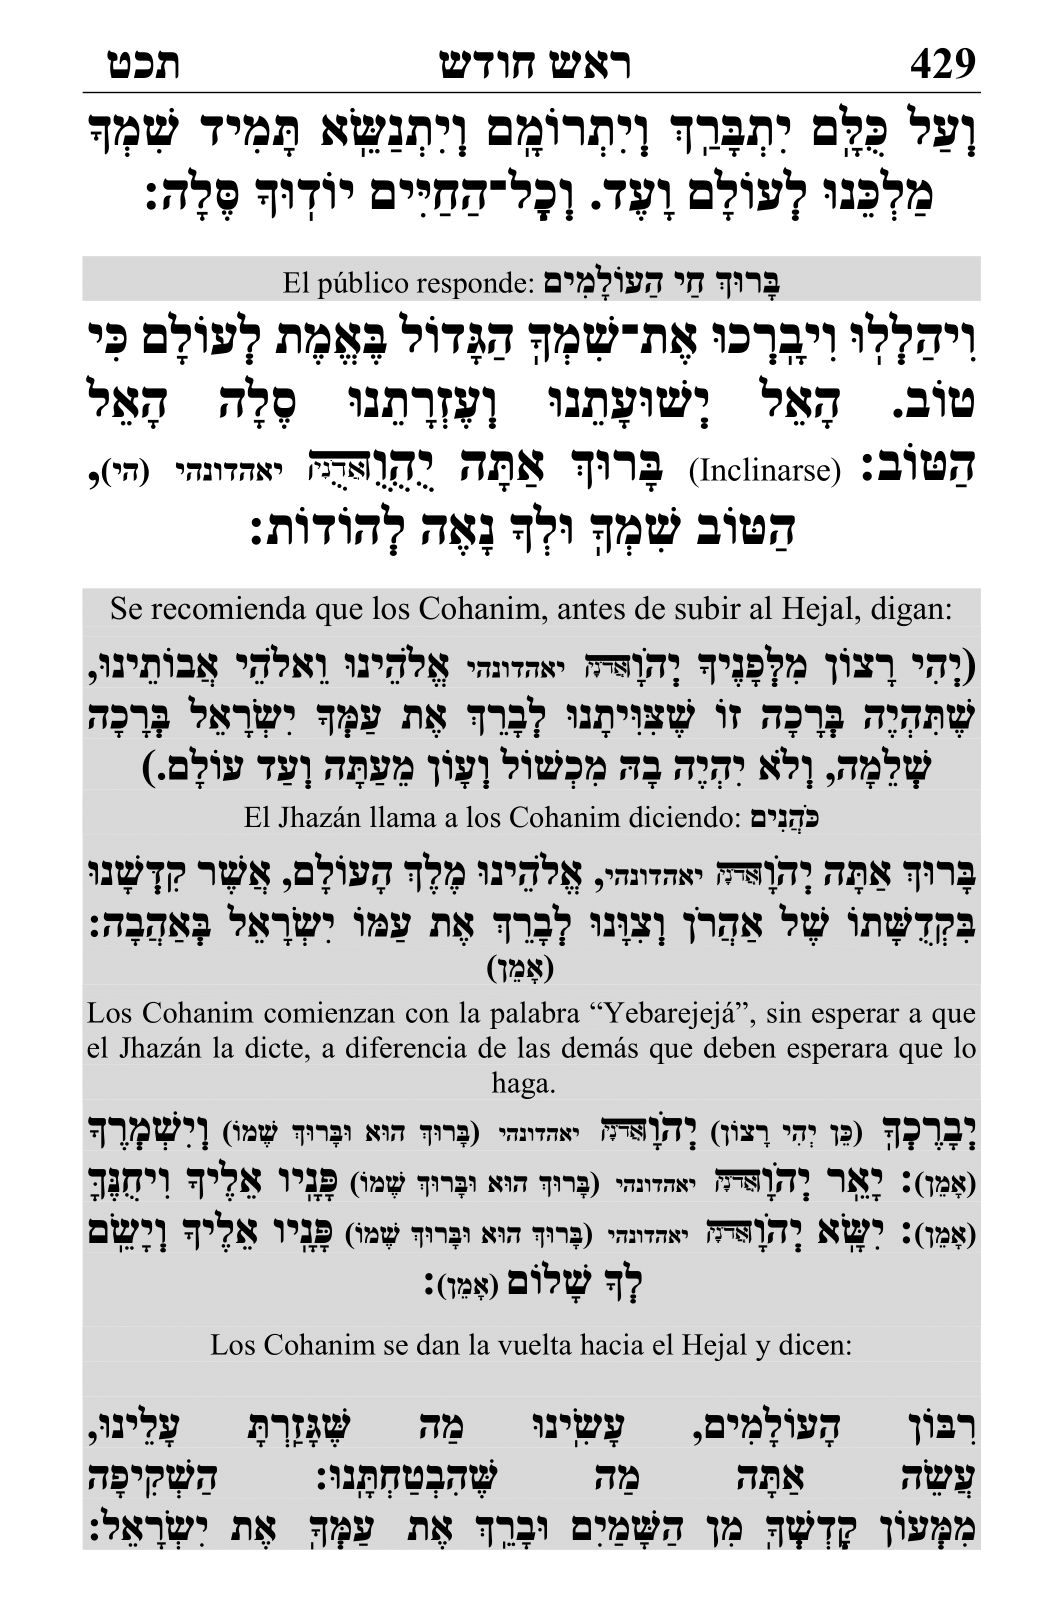 429 ראש חודש תכט
וְעַל כֻּלָּם יִתְבָּרַךְ וְיִתְרוֹמָם וְיִתְנַשֵּׂא תָּמִיד שִׁמְךָ
מַלְכֵּנוּ לְעוֹלָם וָעֶד. וְכָל־הַחַיִּים יוֹדוּךָ סֶּלָה:
El público responde: בָּרוּךְ חַי הַעוֹלָמִים
וִיהַלְלוּ וִיבָרְכוּ אֶת־שִׁמְךָ הַגָּדוֹל בֶּאֱמֶת לְעוֹלָם כִּי
טוֹב. הָאֵל יְשׁוּעָתֵנוּ וְעֶזְרָתֵנוּ סֶלָה הָאֵל
הַטּוֹב: (Inclinarse) בָּרוּךְ אַתָּה יֻהֻוֻאֲדֹנָי יאהדונהי (הי),
הַטּוֹב שִׁמְךָ וּלְךָ נָאֶה לְהוֹדוֹת:
Se recomienda que los Cohanim, antes de subir al Hejal, digan:
(יְהִי רָצוֹן מִלְּפָנֶיךָ יְהֹוָאדני יאהדונהי אֱלֹהֵינוּ וֵאלֹהֵי אֲבוֹתֵינוּ,
שֶׁתִּהְיֶה בְּרָכָה זוֹ שֶׁצִּוִּיתָנוּ לְבָרֵךְ אֶת עַמְּךָ יִשְׂרָאֵל בְּרָכָה
שְׁלֵמָה, וְלֹא יִהְיֶה בָהּ מִכְשׁוֹל וְעָוֹן מֵעַתָּה וְעַד עוֹלָם.)
El Jhazán llama a los Cohanim diciendo: כֹּהֲנִים
בָּרוּךְ אַתָּה יְהֹוָאדני יאהדונהי, אֱלֹהֵינוּ מֶלֶךְ הָעוֹלָם, אֲשֶׁר קִדְּשָׁנוּ
בִּקְדֻשָּׁתוֹ שֶׁל אַהֲרֹן וְצִוָּנוּ לְבָרֵךְ אֶת עַמּוֹ יִשְׂרָאֵל בְּאַהֲבָה:
(אָמֵן)
Los Cohanim comienzan con la palabra “Yebarejejá”, sin esperar a que
el Jhazán la dicte, a diferencia de las demás que deben esperara que lo
haga.
יְבָרֶכְךָ (כֵּן יְהִי רָצוֹן) יְהֹוָאדני יאהדונהי (בָּרוּךְ הוּא וּבָּרוּךְ שְׁמוֹ) וְיִשְׁמְרֶךָ
(אָמֵן): יָאֵר יְהֹוָאדני יאהדונהי (בָּרוּךְ הוּא וּבָּרוּךְ שְׁמוֹ) פָּנָיו אֵלֶיךָ וִיחֻנֶּךָּ
(אָמֵן): יִשָּׂא יְהֹוָאדני יאהדונהי (בָּרוּךְ הוּא וּבָּרוּךְ שְׁמוֹ) פָּנָיו אֵלֶיךָ וְיָשֵׂם
לְךָ שָׁלוֹם (אָמֵן):
Los Cohanim se dan la vuelta hacia el Hejal y dicen:
רִבּוֹן הָעוֹלָמִים, עָשִׂינוּ מַה שֶּׁגָּזַרְתָּ עָלֵינוּ,
עֲשֵׂה אַתָּה מַה שֶּׁהִבְטַחְתָּנוּ: הַשְׁקִיפָה
מִמְּעוֹן קָדְשְׁךָ מִן הַשָּׁמַיִם וּבָרֵךְ אֶת עַמְּךָ אֶת יִשְׂרָאֵל: